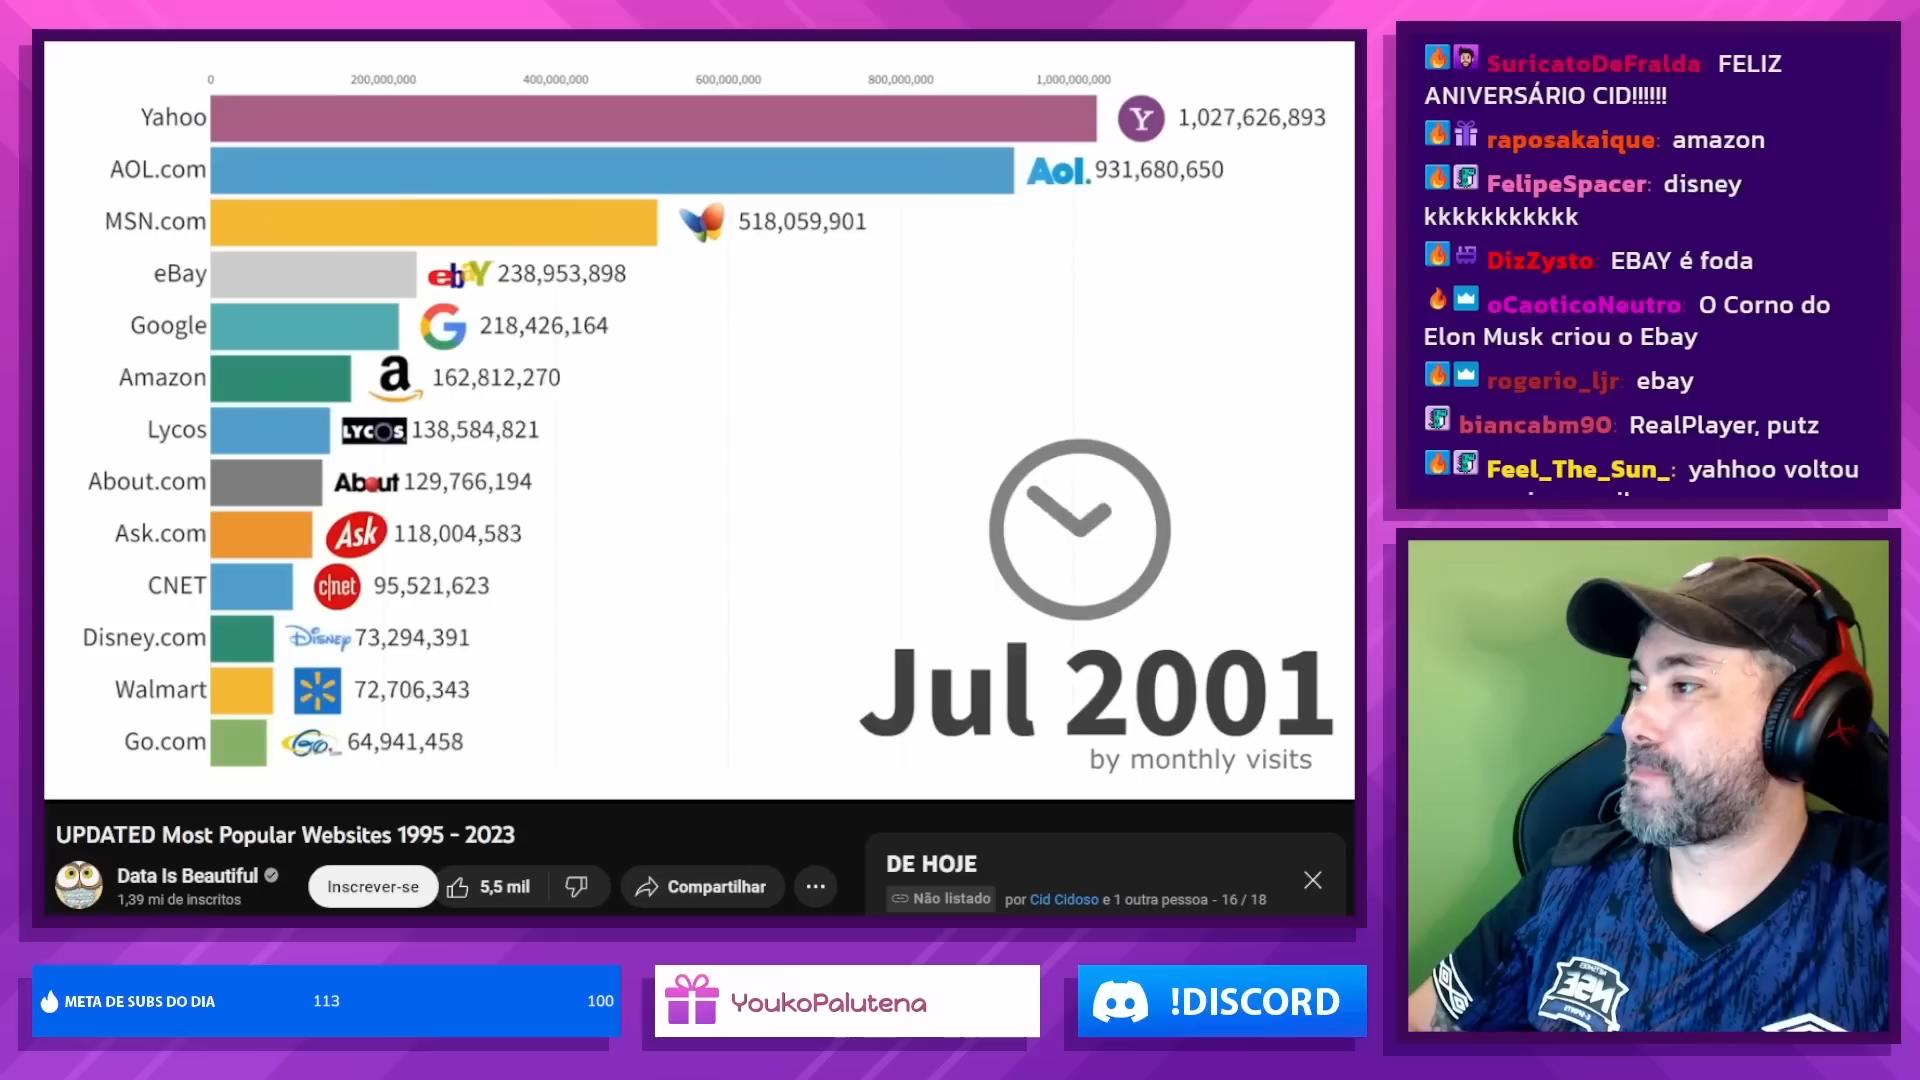 0 200,000,000 400,000,000 600,000,000 800,000,000 1,000,000,000
Yahoo Y 1,027,626,893
AOL.com Aol. 931,680,650
MSN.com 518,059,901
eBay ebaY 238,953,898
Google G 218,426,164
Amazon a 162,812,270
Lycos LYCOS 138,584,821
About.com About 129,766,194
Ask.com Ask 118,004,583
CNET c|net 95,521,623
Disney.com Disney 73,294,391
Walmart 72,706,343
Go.com Go. 64,941,458
Jul 2001
by monthly visits
UPDATED Most Popular Websites 1995 - 2023
Data Is Beautiful
1,39 mi de inscritos
Inscrever-se
5,5 mil
Compartilhar
DE HOJE
Não listado por Cid Cidoso e 1 outra pessoa - 16 / 18
SuricatoDeFralda FELIZ
ANIVERSÁRIO CID!!!!!!
raposakaique: amazon
FelipeSpacer: disney
kkkkkkkkkkk
DizZysto: EBAY é foda
oCaoticoNeutro: O Corno do
Elon Musk criou o Ebay
rogerio_ljr: ebay
biancabm90: RealPlayer, putz
Feel_The_Sun_: yahhoo voltou
META DE SUBS DO DIA 113 100
YoukoPalutena
!DISCORD